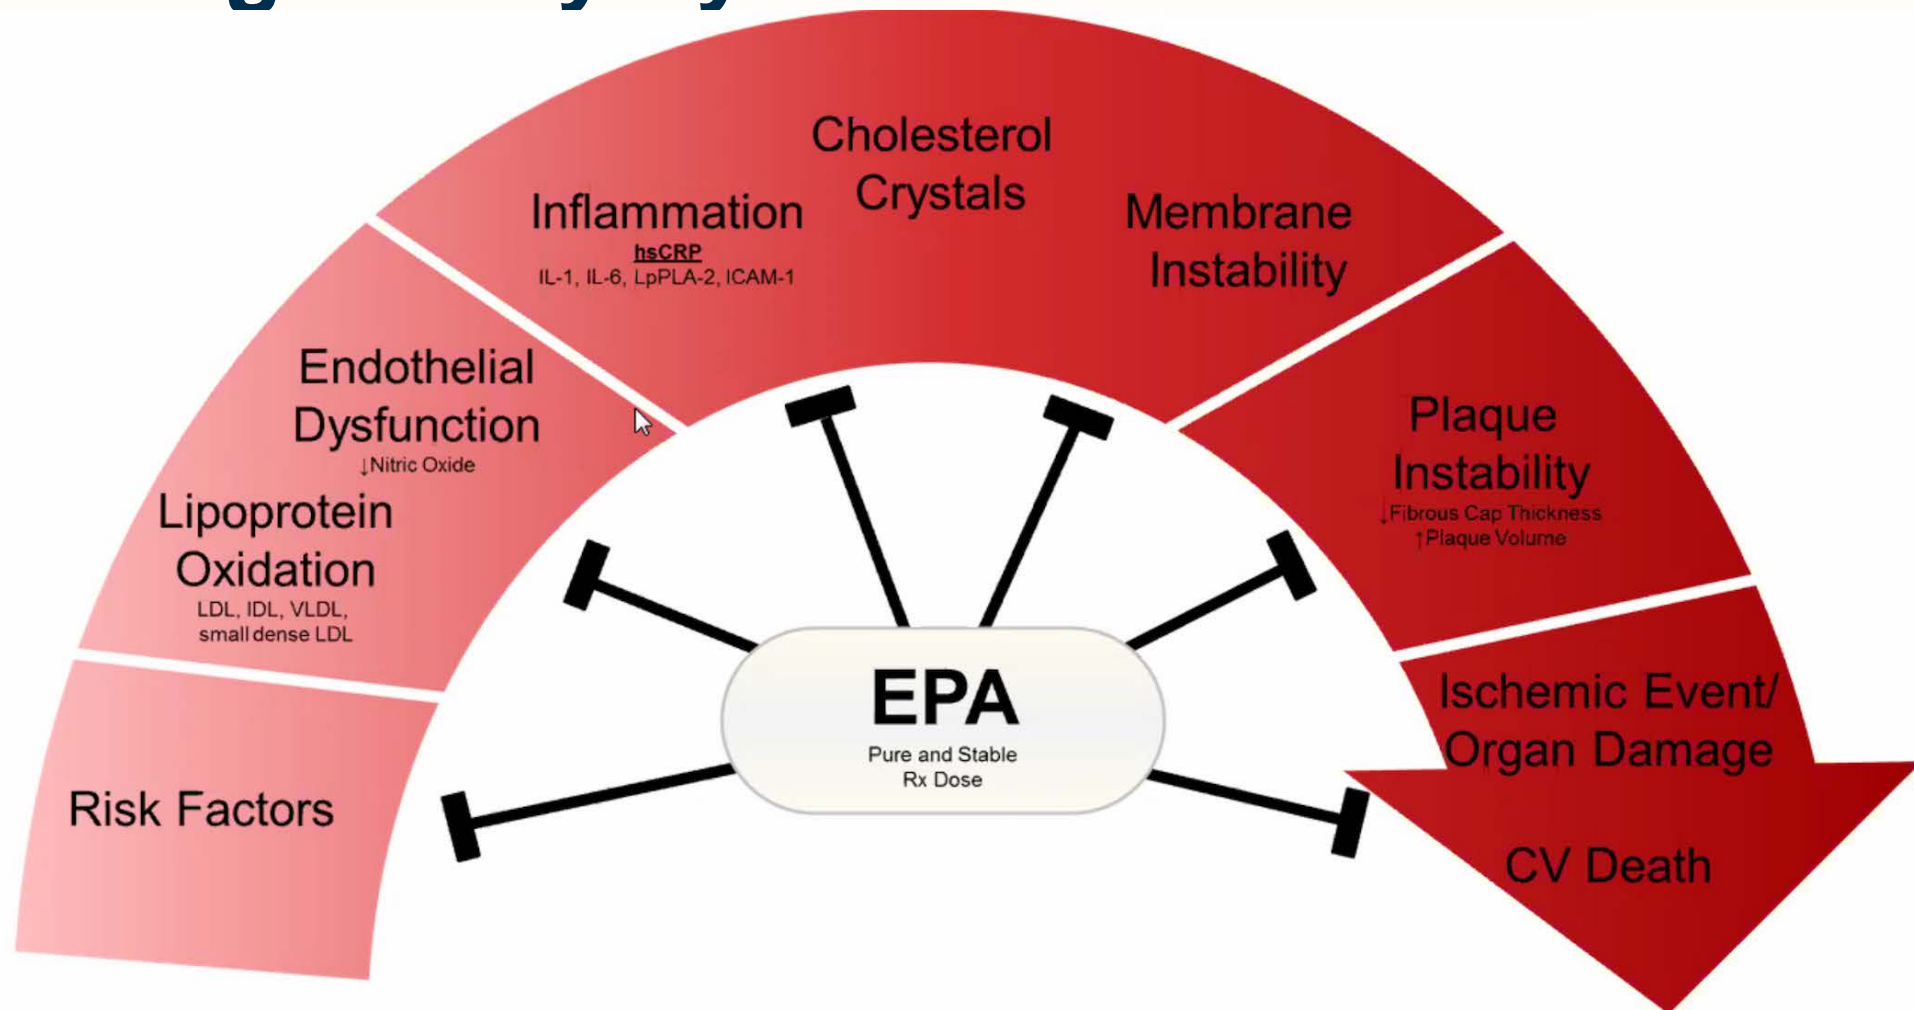 Risk Factors
Lipoprotein
Oxidation
LDL, IDL, VLDL,
small dense LDL
Endothelial
Dysfunction
↓Nitric Oxide
Inflammation
hsCRP
IL-1, IL-6, LpPLA-2, ICAM-1
Cholesterol
Crystals
Membrane
Instability
Plaque
Instability
↓Fibrous Cap Thickness
↑Plaque Volume
Ischemic Event/
Organ Damage
CV Death
EPA
Pure and Stable
Rx Dose